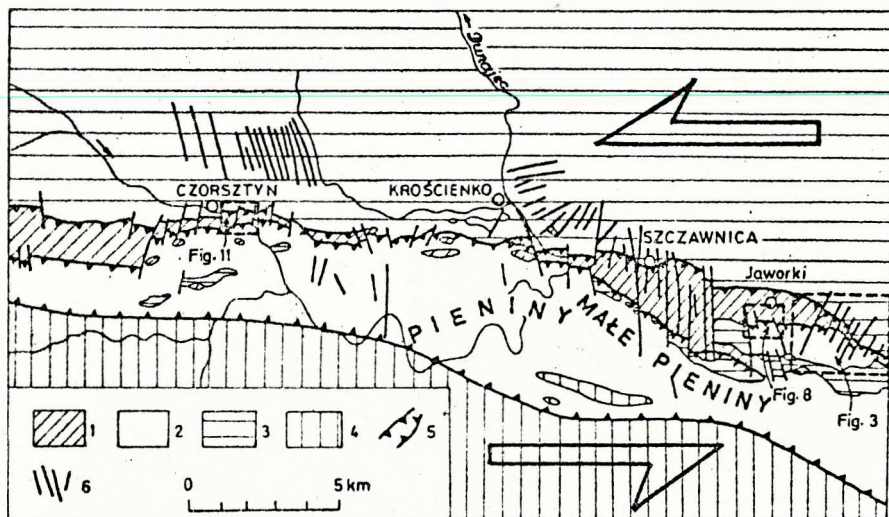 Dunajec
CZORSZTYN
KROŚCIENKO
SZCZAWNICA
Jaworki
Fig. 11
PIENINY
MAŁE
PIENINY
Fig. 8
Fig. 3
1 2 3 4 5
6
0 5 km